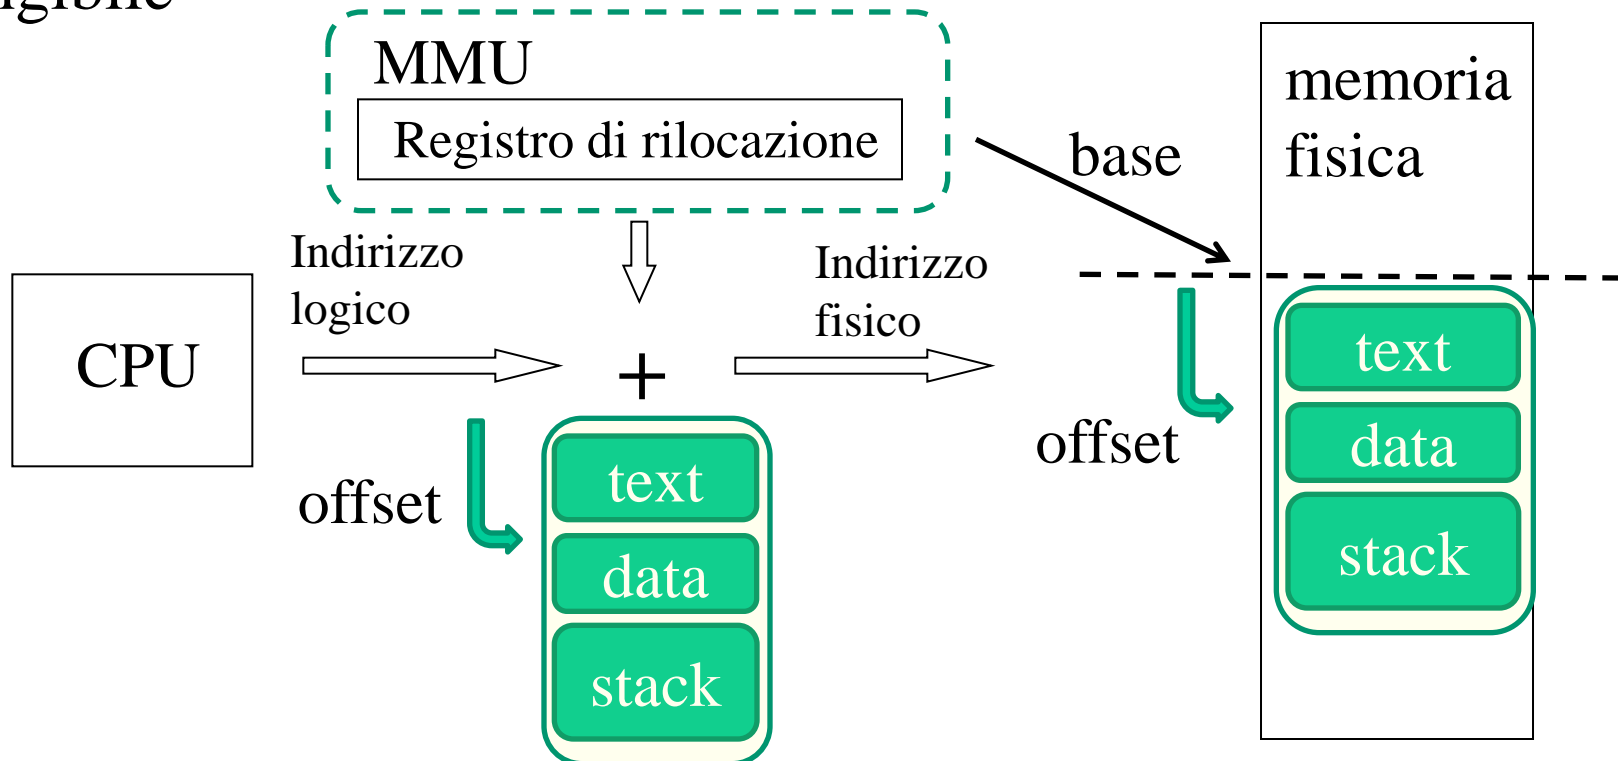 MMU
Registro di rilocazione
memoria
fisica
base
Indirizzo
logico
Indirizzo
fisico
CPU
+
text
data
stack
offset
offset
text
data
stack